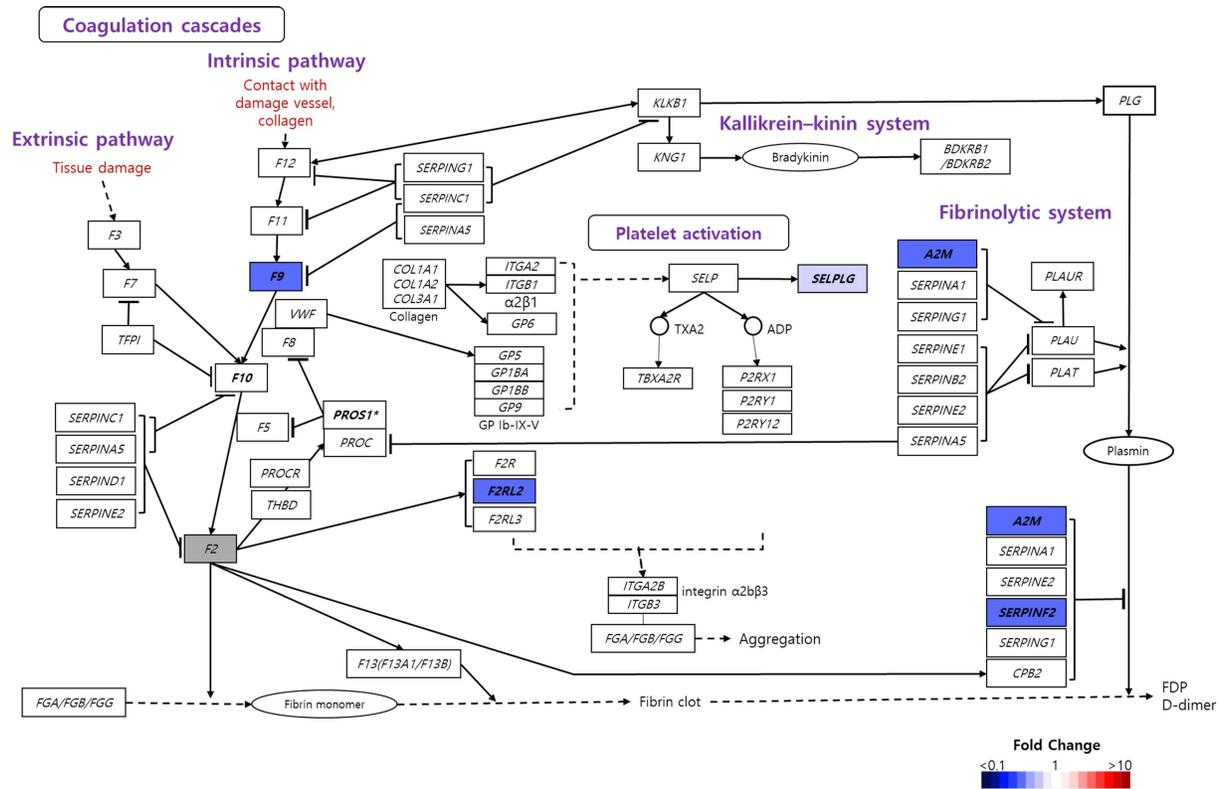 Coagulation cascades
Intrinsic pathway
Contact with
damage vessel,
collagen
Extrinsic pathway
Tissue damage
KLKB1
PLG
Kallikrein–kinin system
F12
SERPING1
SERPINC1
SERPINA5
KNG1
Bradykinin
BDKRB1
/BDKRB2
F11
F3
Platelet activation
Fibrinolytic system
F9
F7
TFPI
COL1A1
COL1A2
COL3A1
Collagen
ITGA2
ITGB1
α2β1
GP6
SELP
SELPLG
A2M
SERPINA1
SERPING1
SERPINE1
SERPINB2
SERPINE2
SERPINA5
PLAUR
PLAU
PLAT
VWF
F8
TXA2
ADP
GP5
GP1BA
GP1BB
GP9
GP Ib-IX-V
TBXA2R
P2RX1
P2RY1
P2RY12
F10
PROS1*
PROC
F5
SERPINC1
SERPINA5
SERPIND1
SERPINE2
PROCR
THBD
F2R
F2RL2
F2RL3
Plasmin
F2
A2M
SERPINA1
SERPINE2
SERPINF2
SERPING1
CPB2
ITGA2B
ITGB3
integrin α2bβ3
FGA/FGB/FGG
Aggregation
F13(F13A1/F13B)
FGA/FGB/FGG
Fibrin monomer
Fibrin clot
FDP
D-dimer
Fold Change
<0.1 1 >10